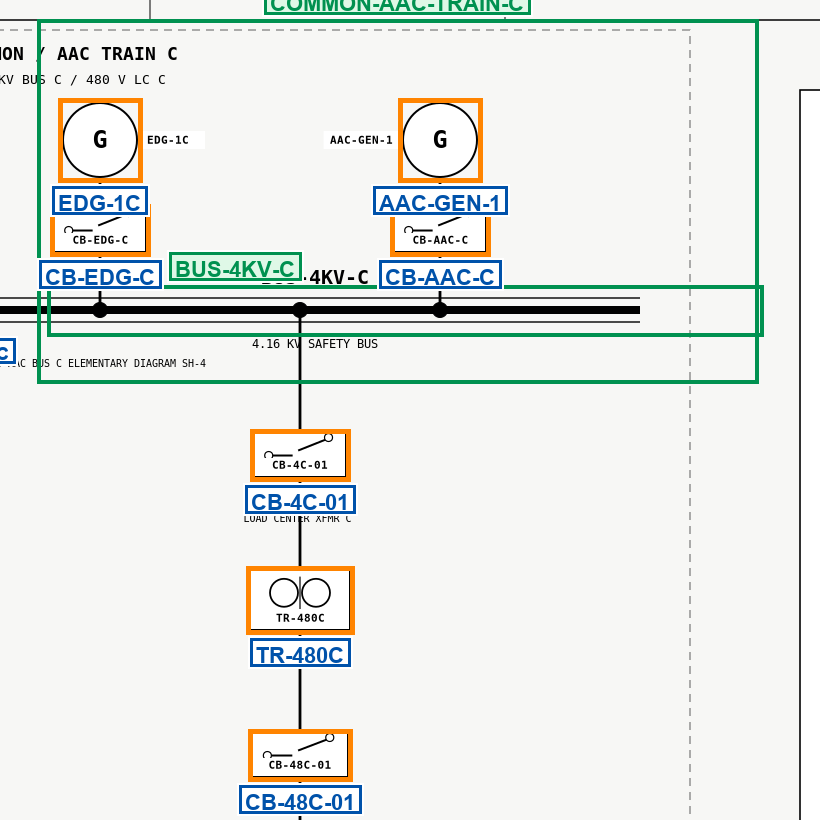 COMMON-AAC-TRAIN-C
/ AAC TRAIN C
KV BUS C / 480 V LC C
G
EDG-1C
AAC-GEN-1
G
EDG-1C
AAC-GEN-1
CB-EDG-C
CB-AAC-C
BUS-4KV-C
CB-EDG-C
4KV-C
CB-AAC-C
4.16 KV SAFETY BUS
BUS C ELEMENTARY DIAGRAM SH-4
CB-4C-01
CB-4C-01
LOAD CENTER XFMR C
TR-480C
TR-480C
CB-48C-01
CB-48C-01